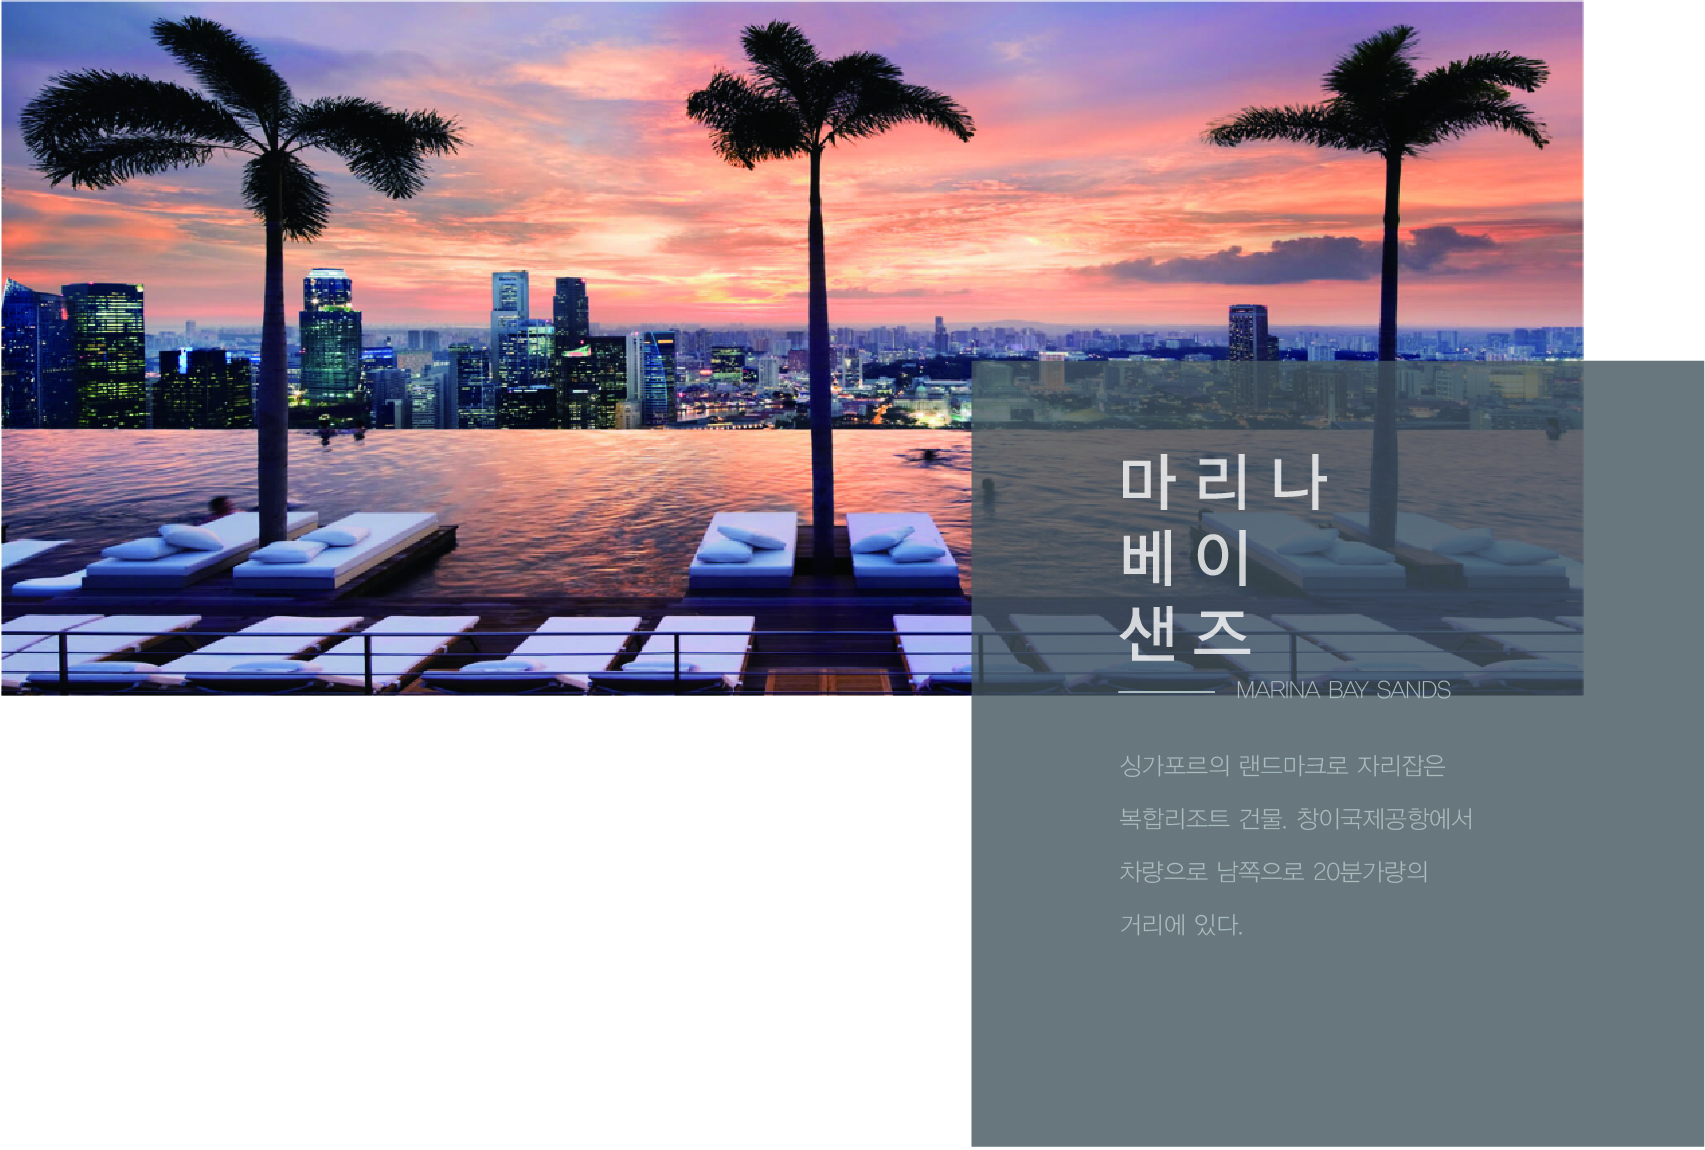 마리나
베이
샌즈
MARINA BAY SANDS
싱가포르의 랜드마크로 자리잡은
복합리조트 건물. 창이국제공항에서
차량으로 남쪽으로 20분가량의
거리에 있다.